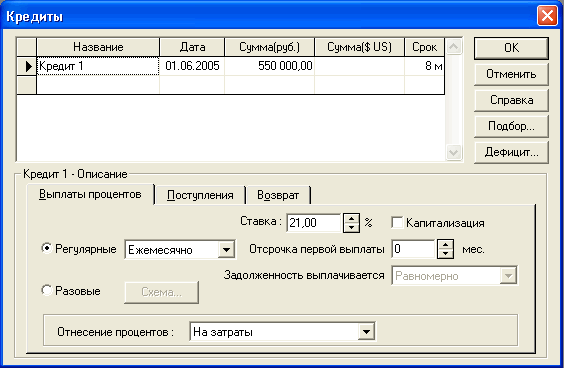 Кредиты
Название Дата Сумма(руб.) Сумма($ US) Срок
Кредит 1 01.06.2005 550 000,00 8 м
OK
Отменить
Справка
Подбор...
Дефицит...
Кредит 1 - Описание
Выплаты процентов Поступления Возврат
Ставка : 21,00 % Капитализация
Регулярные Ежемесячно Отсрочка первой выплаты 0 мес.
Задолженность выплачивается Равномерно
Разовые Схема...
Отнесение процентов : На затраты